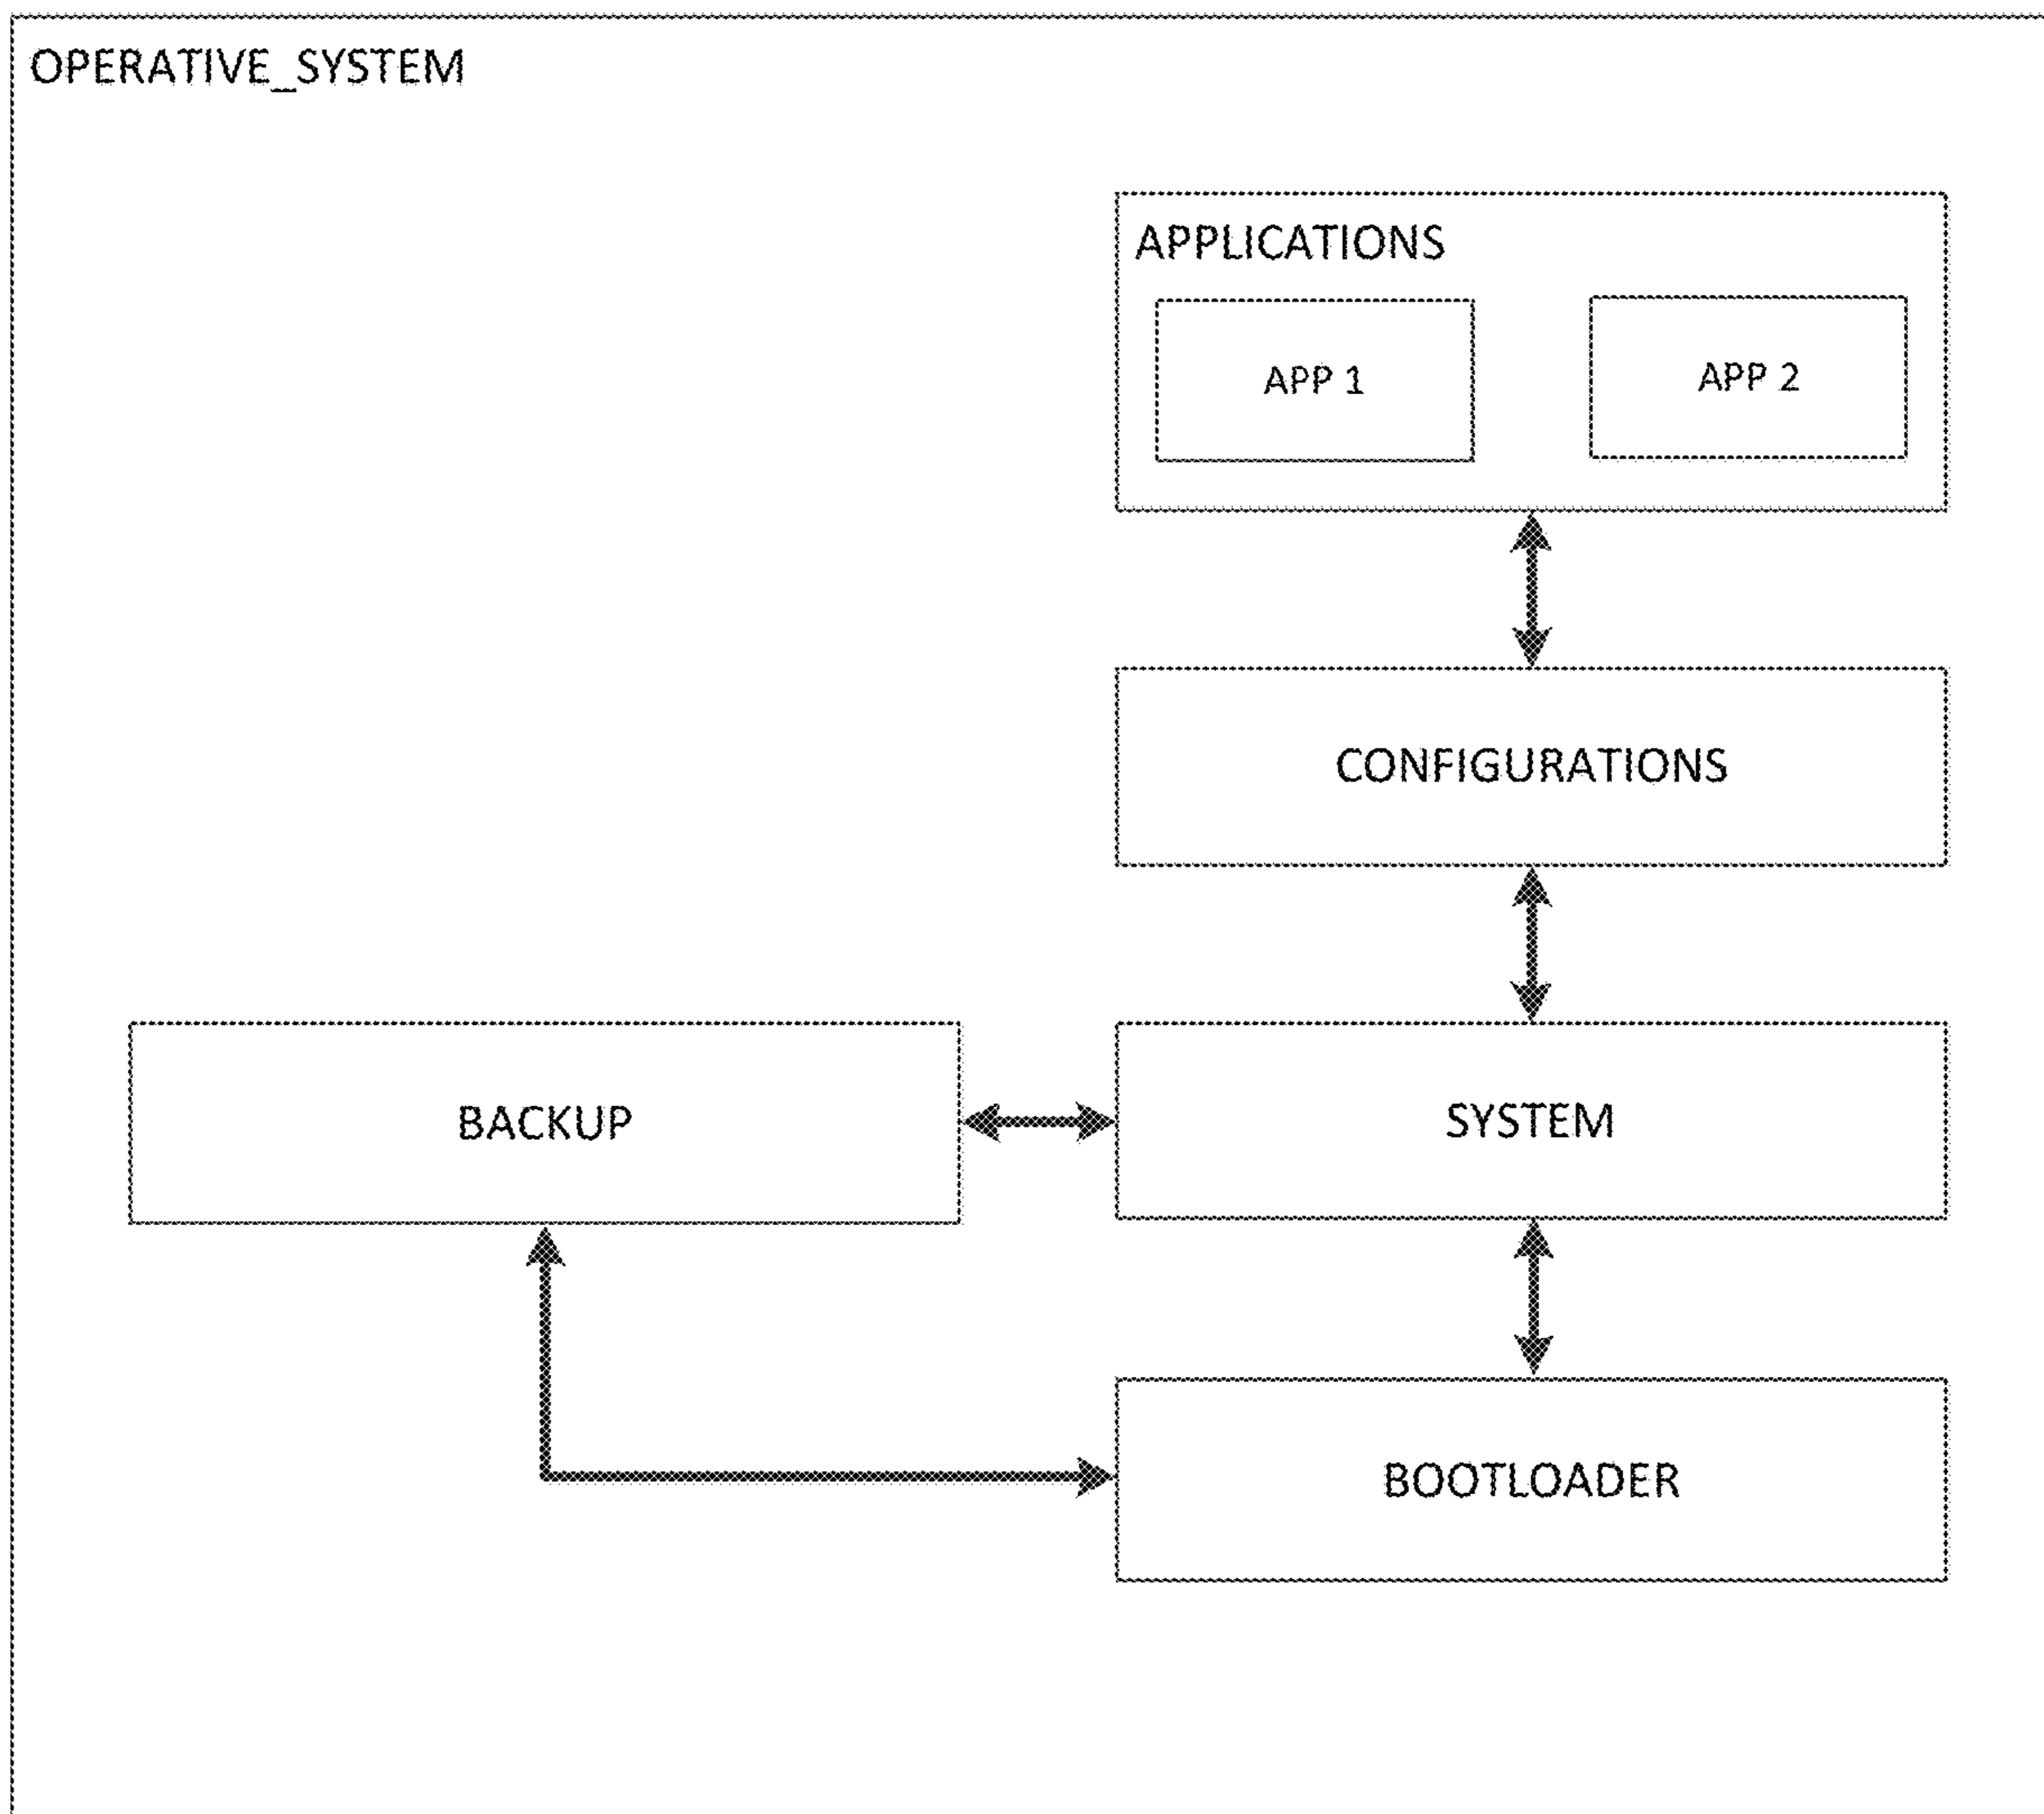 OPERATIVE_SYSTEM
APPLICATIONS
APP 1
APP 2
CONFIGURATIONS
BACKUP
SYSTEM
BOOTLOADER